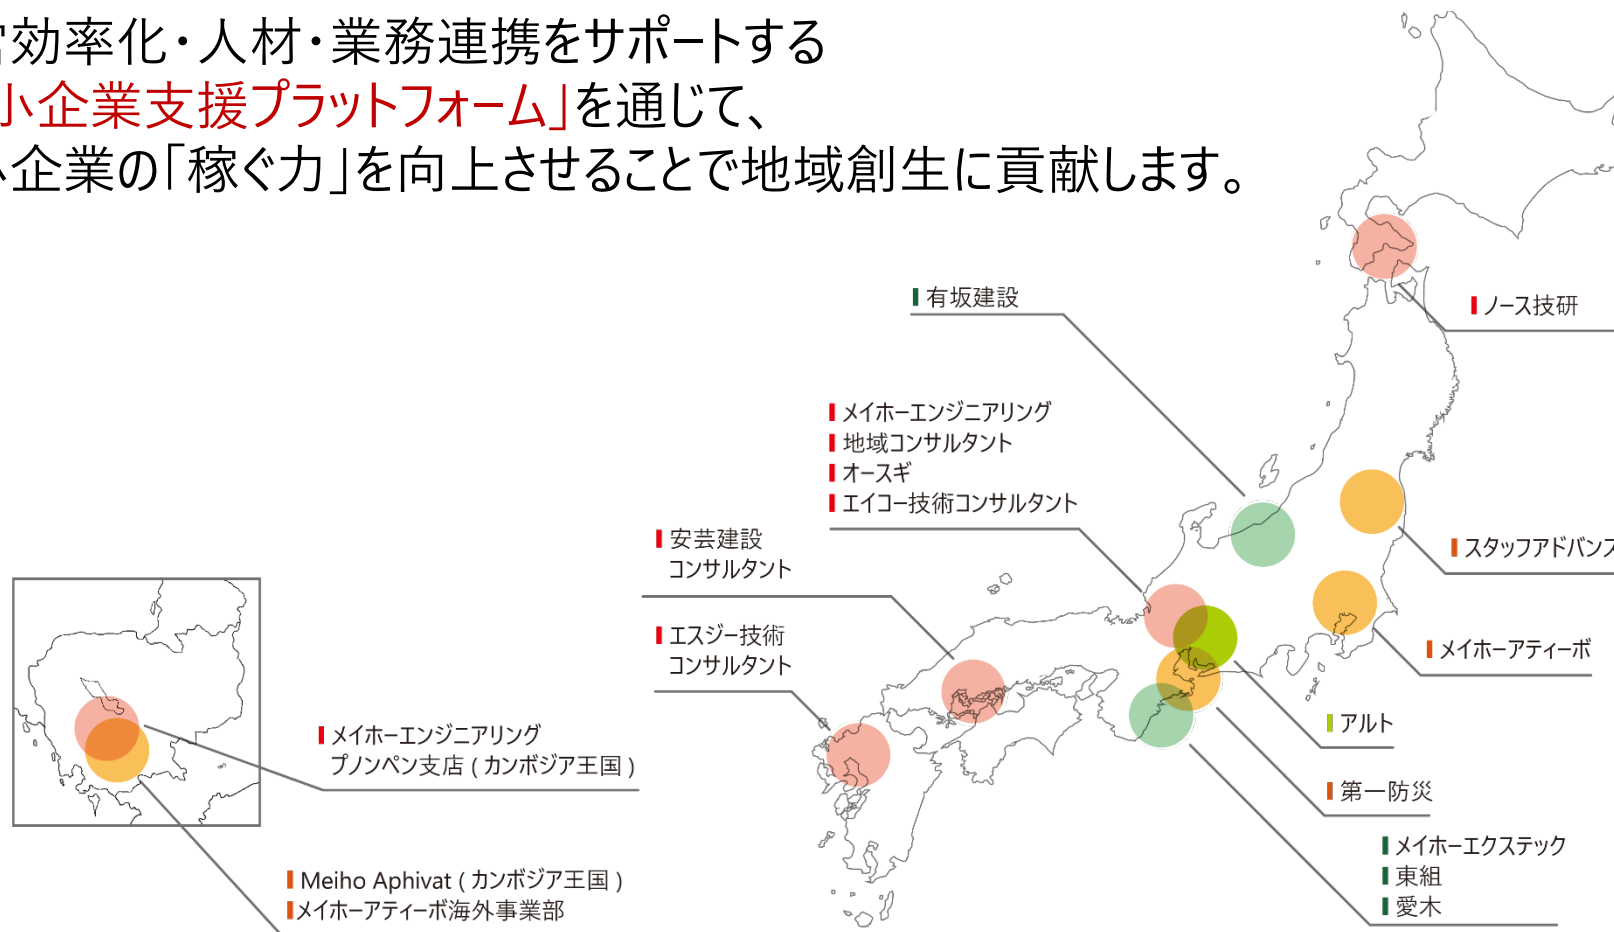 効率化・人材・業務連携をサポートする
小企業支援プラットフォーム」を通じて、
企業の「稼ぐ力」を向上させることで地域創生に貢献します。
有坂建設
ノース技研
メイホーエンジニアリング
地域コンサルタント
オースギ
エイコー技術コンサルタント
安芸建設
コンサルタント
スタッフアドバンス
エスジー技術
コンサルタント
メイホーアティーボ
アルト
メイホーエンジニアリング
プノンペン支店 ( カンボジア王国 )
第一防災
メイホーエクステック
東組
愛木
Meiho Aphivat ( カンボジア王国 )
メイホーアティーボ海外事業部